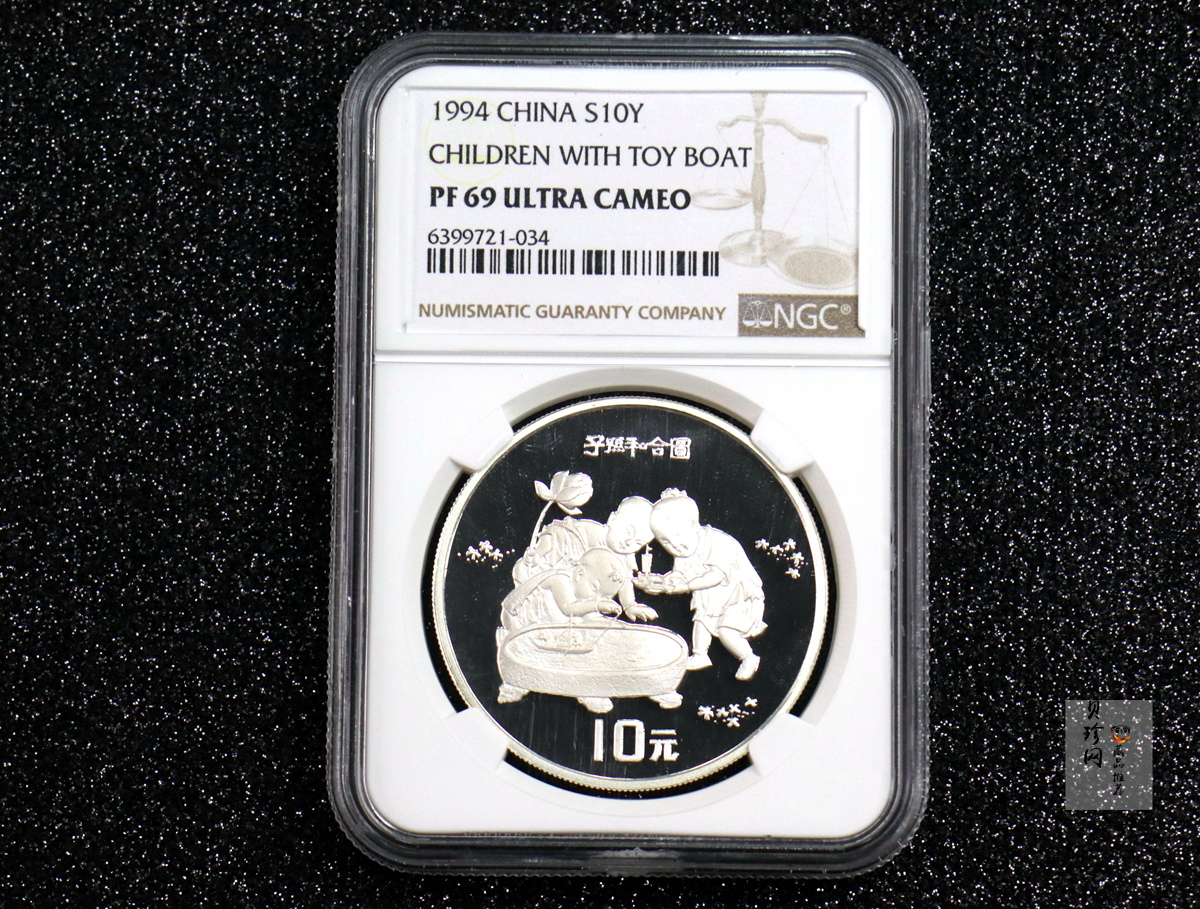 1994 CHINA S10Y
CHILDREN WITH TOY BOAT
PF 69 ULTRA CAMEO
6399721-034
NUMISMATIC GUARANTY COMPANY
NGC®
子孫和合圖
10元
贝珍网